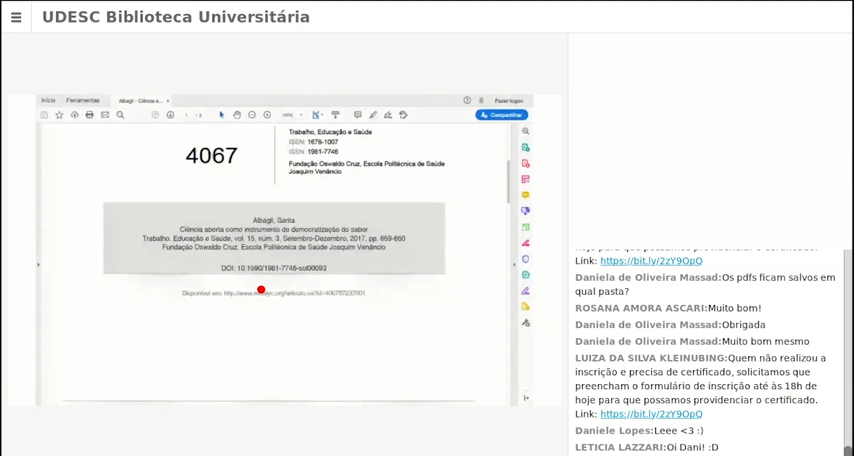 UDESC Biblioteca Universitária
Início Ferramentas Albagli - Ciência a... × Fazer logon
1 / 2
Compartilhar
4067
Trabalho, Educação e Saúde
ISSN: 1678-1007
ISSN: 1981-7746
Fundação Oswaldo Cruz, Escola Politécnica de Saúde
Joaquim Venâncio
Albagli, Sarita
Ciência aberta como instrumento de democratização do saber
Trabalho, Educação e Saúde, vol. 15, núm. 3, Setembro-Dezembro, 2017, pp. 659-660
Fundação Oswaldo Cruz, Escola Politécnica de Saúde Joaquim Venâncio
DOI: 10.1590/1981-7746-sol00093
Disponível em:
Link: https://bit.ly/2zY9OpQ
Daniela de Oliveira Massad:Os pdfs ficam salvos em
qual pasta?
ROSANA AMORA ASCARI:Muito bom!
Daniela de Oliveira Massad:Obrigada
Daniela de Oliveira Massad:Muito bom mesmo
LUIZA DA SILVA KLEINUBING:Quem não realizou a
inscrição e precisa de certificado, solicitamos que
preencham o formulário de inscrição até às 18h de
hoje para que possamos providenciar o certificado.
Link: https://bit.ly/2zY9OpQ
Daniele Lopes:Leee <3 :)
LETICIA LAZZARI:Oi Dani! :D